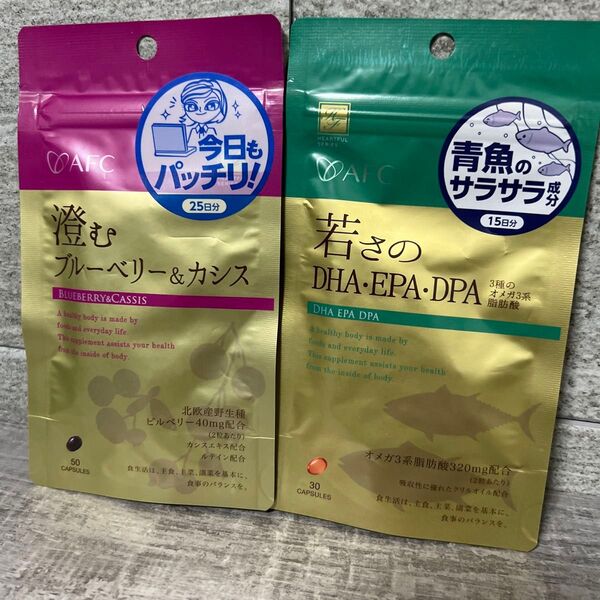 AFC
今日も
パッチリ!
25日分
澄む
ブルーベリー&カシス
BLUEBERRY&CASSIS
A healthy body is made by
foods and everyday life.
This supplement assists your health
from the inside of body.
北欧産野生種
ビルベリー40mg配合
(2粒あたり)
カシスエキス配合
ルテイン配合
50
CAPSULES
食生活は、主食、主菜、副菜を基本に、
食事のバランスを。
HEARTFUL
SERIES
AFC
青魚の
サラサラ成分
15日分
若さの
DHA・EPA・DPA
3種の
オメガ3系
脂肪酸
DHA EPA DPA
A healthy body is made by
foods and everyday life.
This supplement assists your health
from the inside of body.
オメガ3系脂肪酸320mg配合
(2粒あたり)
吸収性に優れたクリルオイル配合
30
CAPSULES
食生活は、主食、主菜、副菜を基本に、
食事のバランスを。